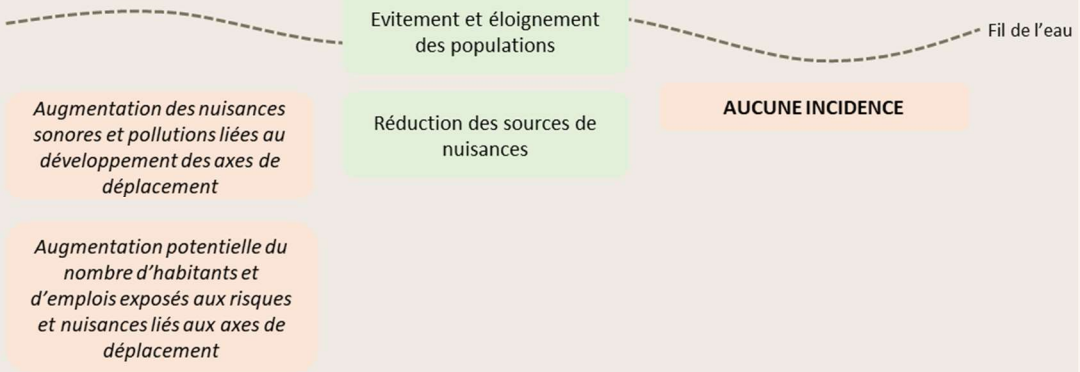 Evitement et éloignement
des populations
Fil de l'eau
Augmentation des nuisances
sonores et pollutions liées au
développement des axes de
déplacement
Réduction des sources de
nuisances
AUCUNE INCIDENCE
Augmentation potentielle du
nombre d'habitants et
d'emplois exposés aux risques
et nuisances liés aux axes de
déplacement